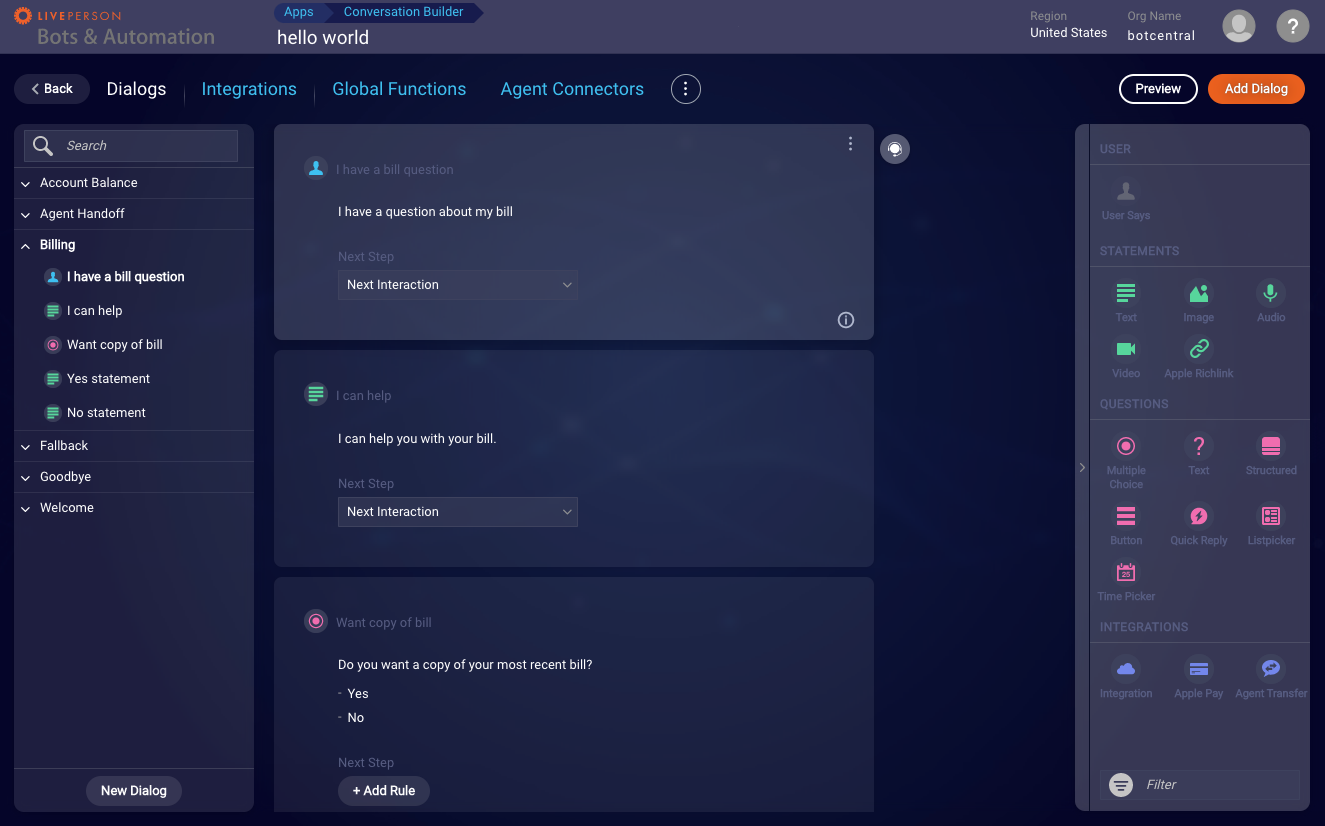 LIVEPERSON
Bots & Automation
Apps
Conversation Builder
hello world
Region
United States
Org Name
botcentral
?
Back
Dialogs
Integrations
Global Functions
Agent Connectors
Preview
Add Dialog
Search
Account Balance
Agent Handoff
Billing
I have a bill question
I can help
Want copy of bill
Yes statement
No statement
Fallback
Goodbye
Welcome
New Dialog
I have a bill question
I have a question about my bill
Next Step
Next Interaction
I can help
I can help you with your bill.
Next Step
Next Interaction
Want copy of bill
Do you want a copy of your most recent bill?
- Yes
- No
Next Step
+ Add Rule
USER
User Says
STATEMENTS
Text
Image
Audio
Video
Apple Richlink
QUESTIONS
Multiple
Choice
Text
Structured
Button
Quick Reply
Listpicker
25
Time Picker
INTEGRATIONS
Integration
Apple Pay
Agent Transfer
Filter